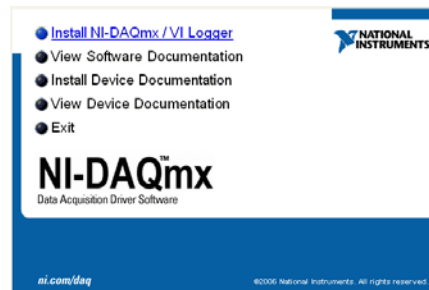 Install NI-DAQmx / VI Logger
View Software Documentation
Install Device Documentation
View Device Documentation
Exit
NATIONAL
INSTRUMENTS
NI-DAQ™mx
Data Acquisition Driver Software
ni.com/daq
©2006 National Instruments. All rights reserved.